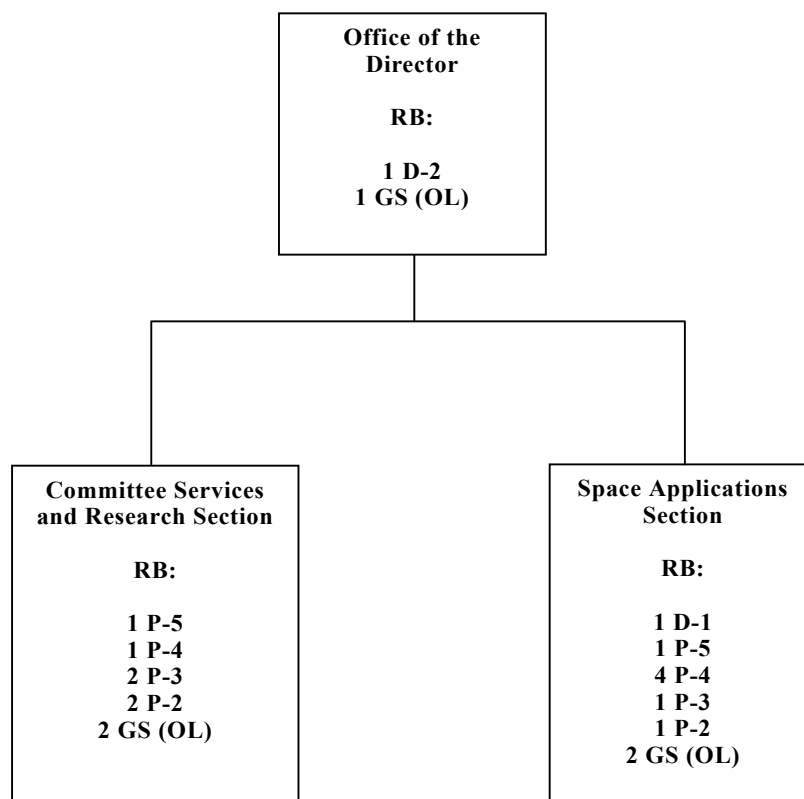 Office of the
Director
RB:
1 D-2
1 GS (OL)
Committee Services
and Research Section
RB:
1 P-5
1 P-4
2 P-3
2 P-2
2 GS (OL)
Space Applications
Section
RB:
1 D-1
1 P-5
4 P-4
1 P-3
1 P-2
2 GS (OL)